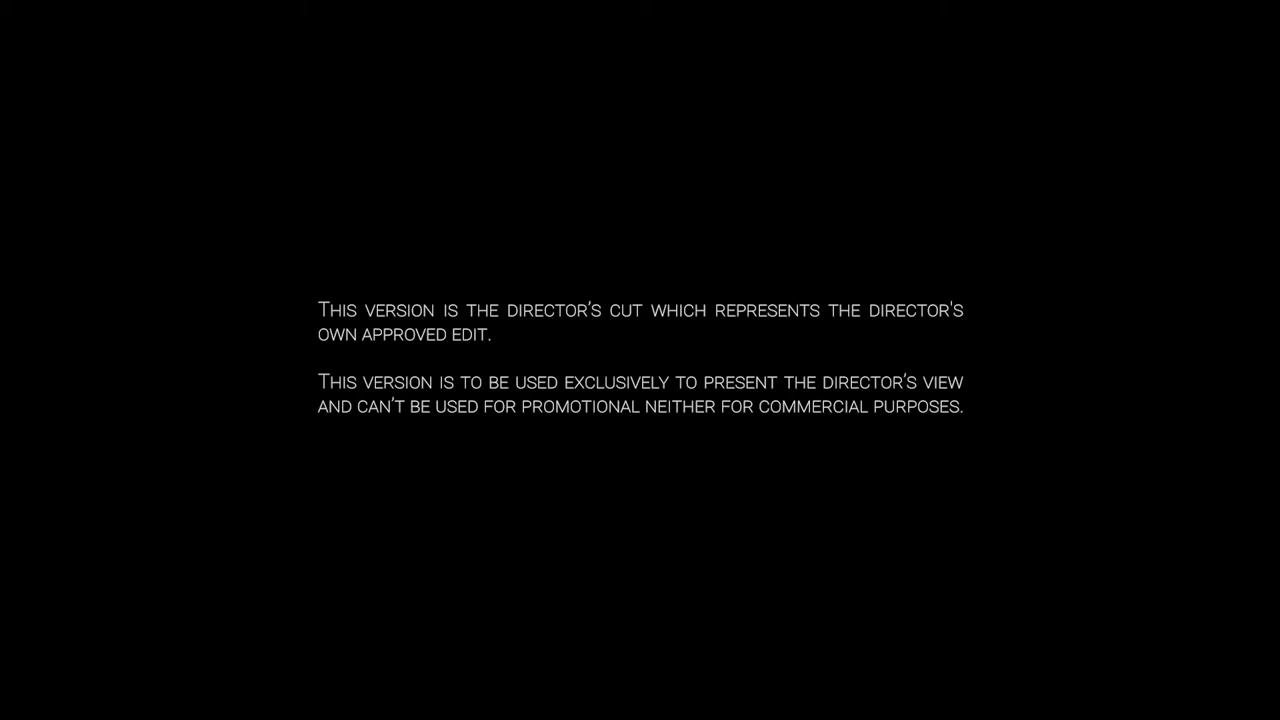 This version is the director’s cut which represents the director's
own approved edit.
This version is to be used exclusively to present the director’s view
and can’t be used for promotional neither for commercial purposes.